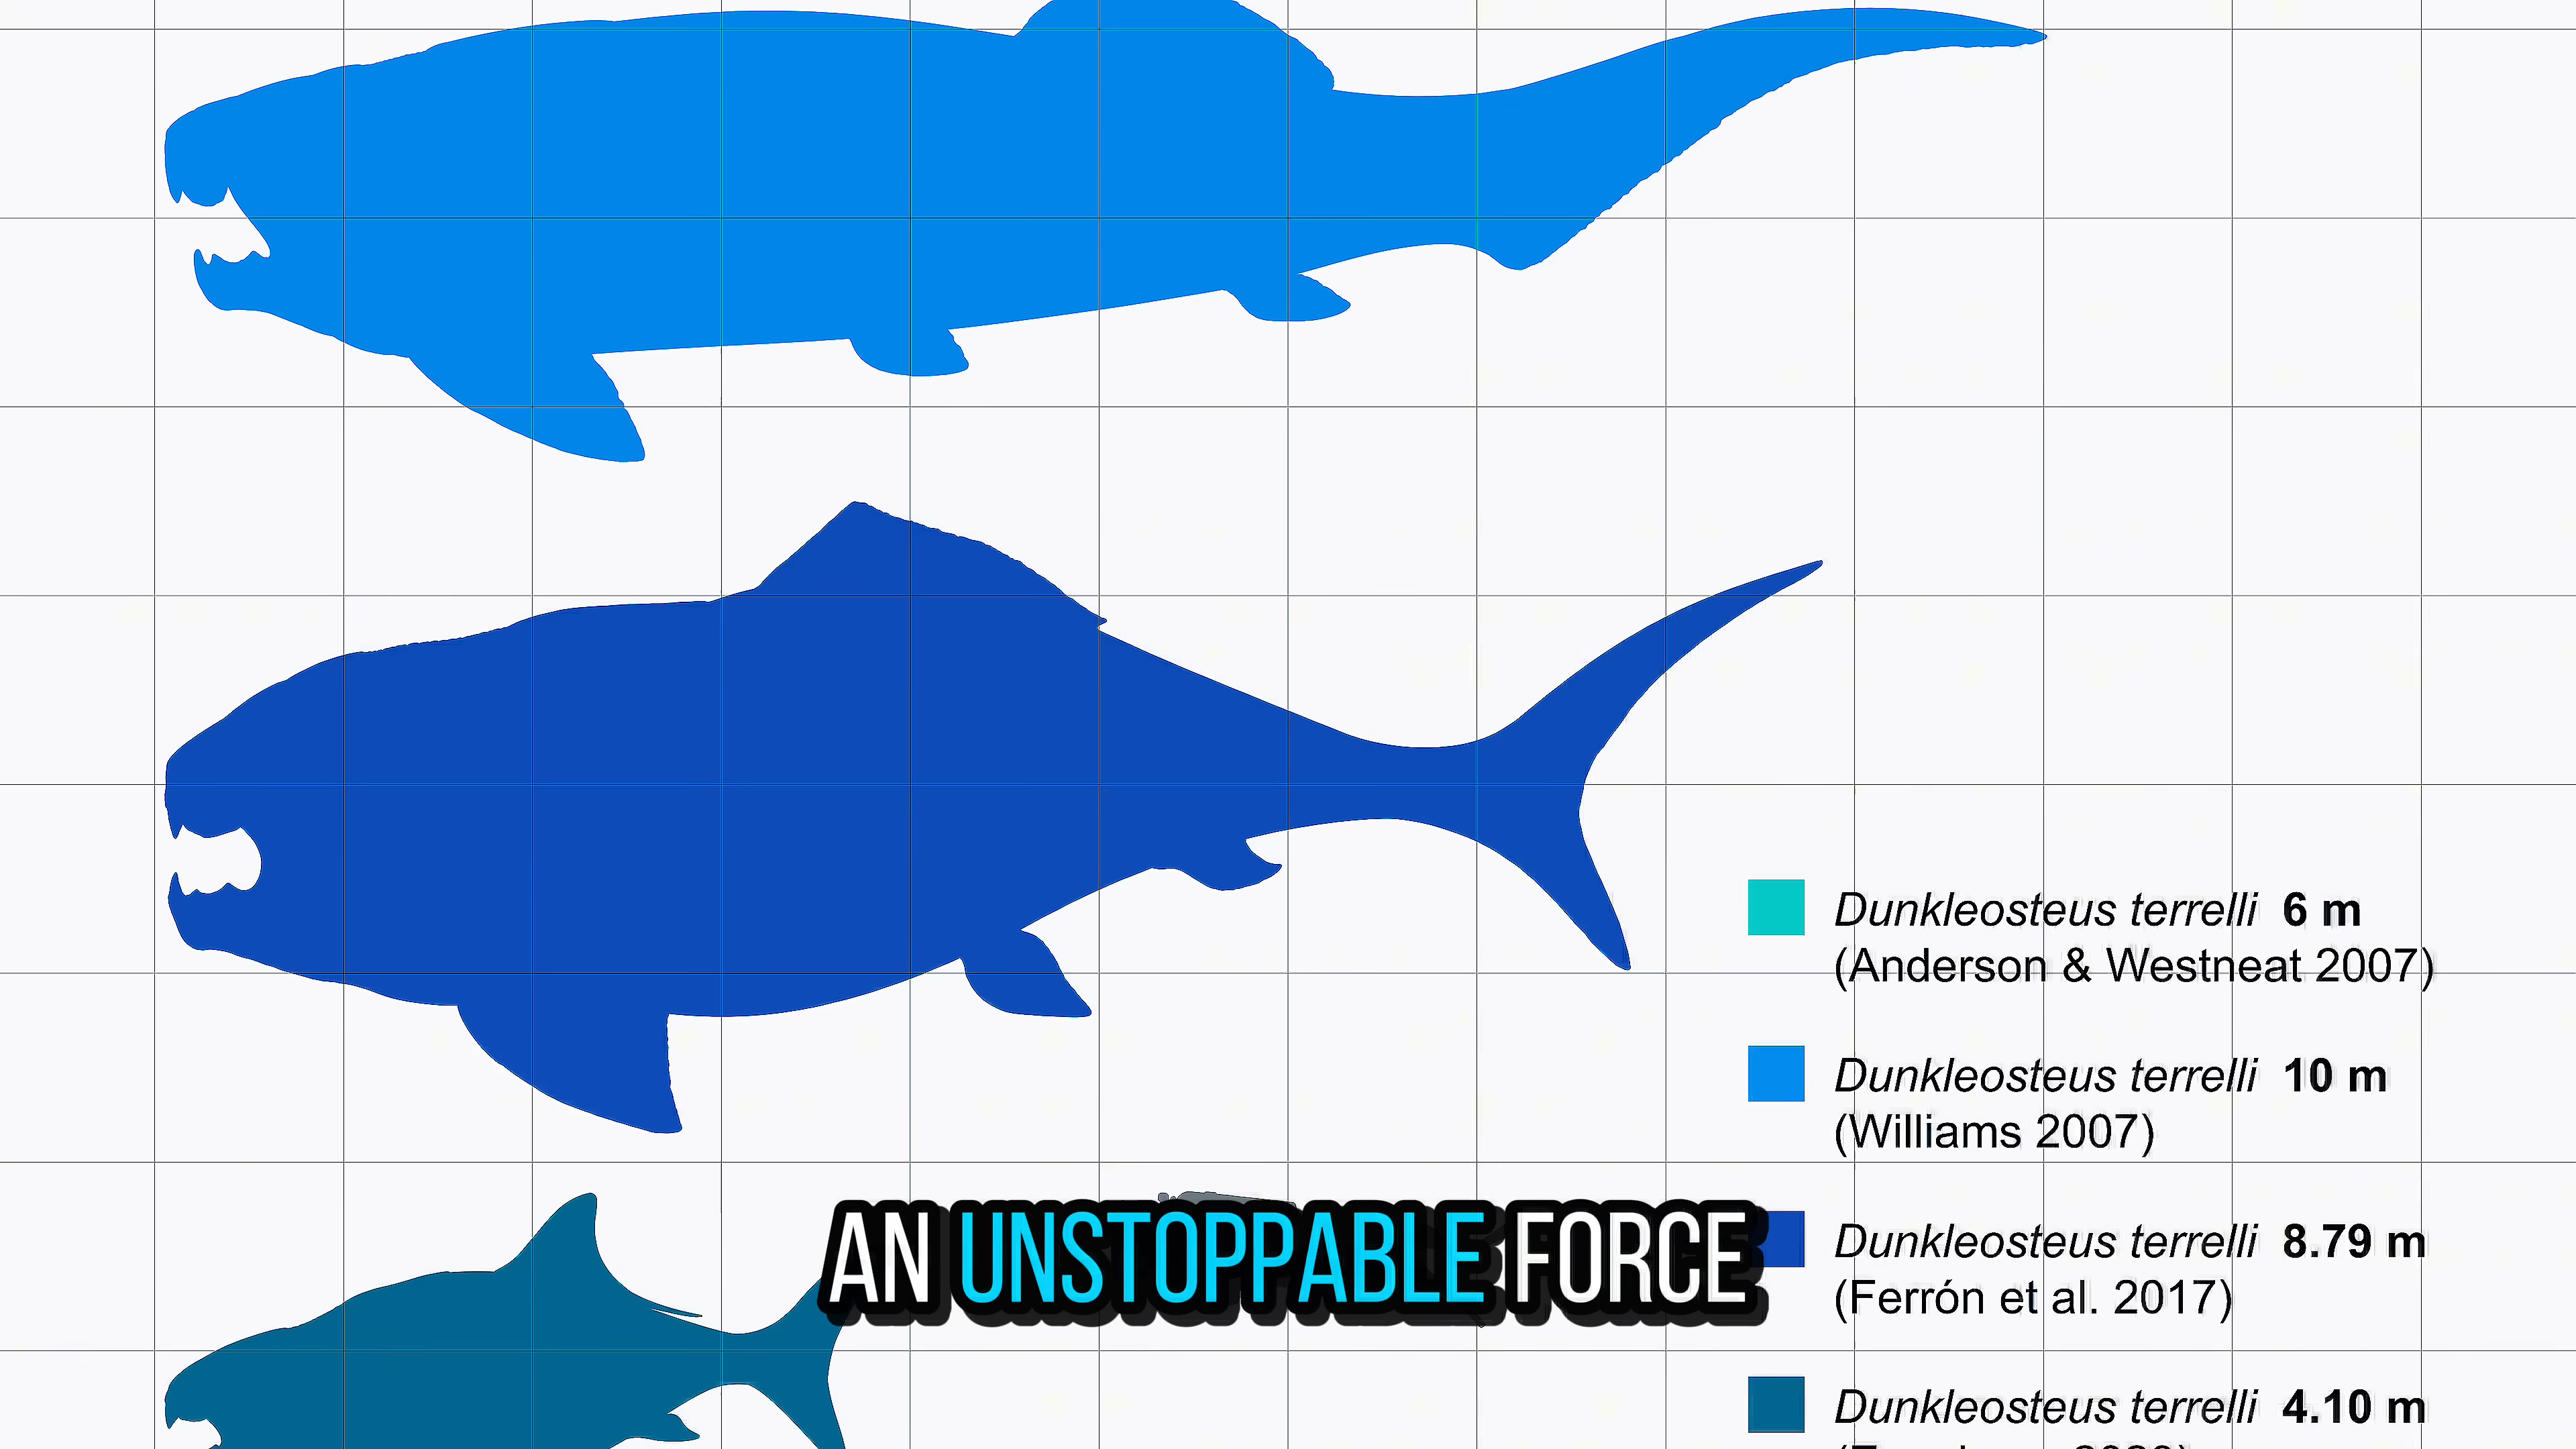 Dunkleosteus terrelli 6 m
(Anderson & Westneat 2007)
Dunkleosteus terrelli 10 m
(Williams 2007)
AN UNSTOPPABLE FORCE
Dunkleosteus terrelli 8.79 m
(Ferrón et al. 2017)
Dunkleosteus terrelli 4.10 m